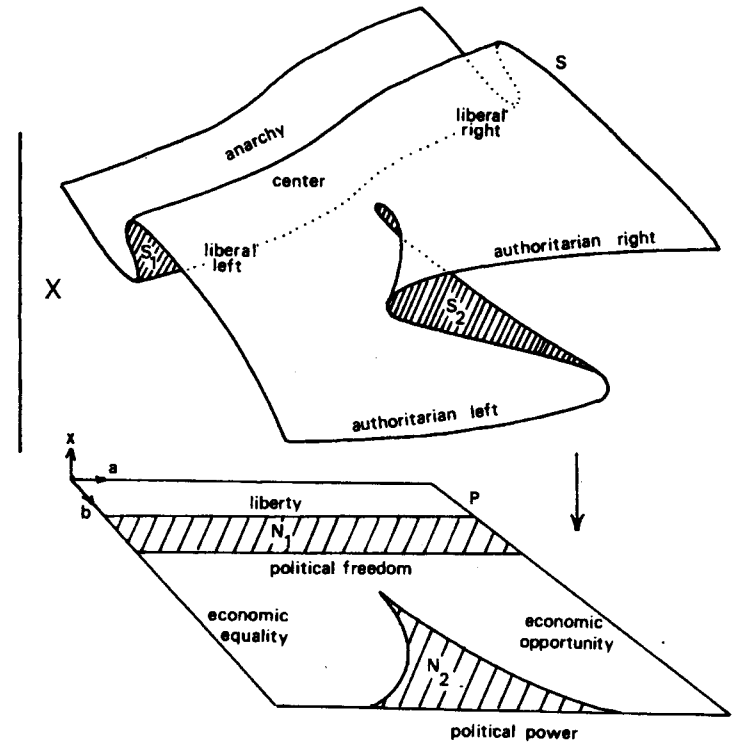 S
liberal
right
anarchy
center
authoritarian right
S1
liberal
left
X
S2
authoritarian left
x
a
b
P
liberty
N1
political freedom
economic
equality
economic
opportunity
N2
political power